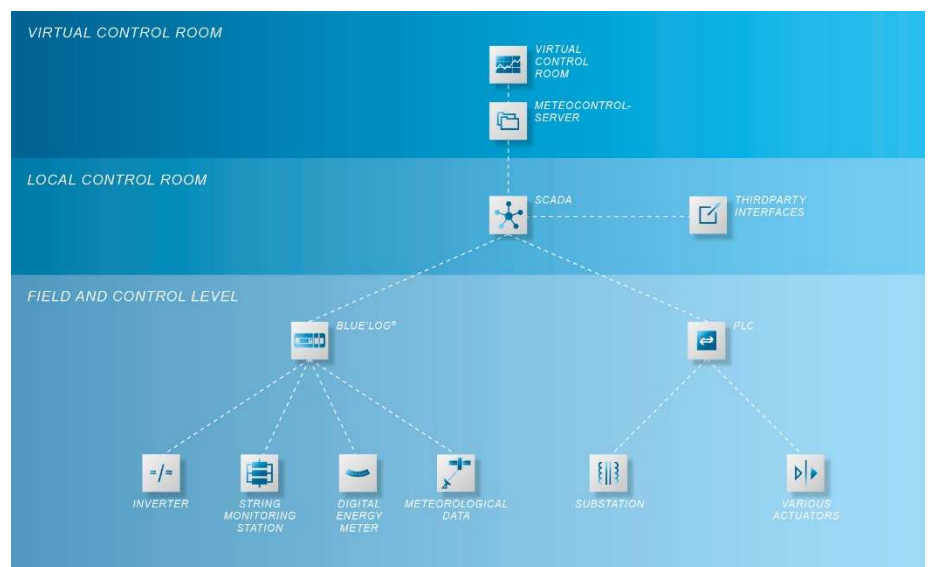 VIRTUAL CONTROL ROOM
VIRTUAL
CONTROL
ROOM
METEOCONTROL-
SERVER
LOCAL CONTROL ROOM
SCADA
THIRDPARTY
INTERFACES
FIELD AND CONTROL LEVEL
BLUE'LOG®
PLC
INVERTER
STRING
MONITORING
STATION
DIGITAL
ENERGY
METER
METEOROLOGICAL
DATA
SUBSTATION
VARIOUS
ACTUATORS